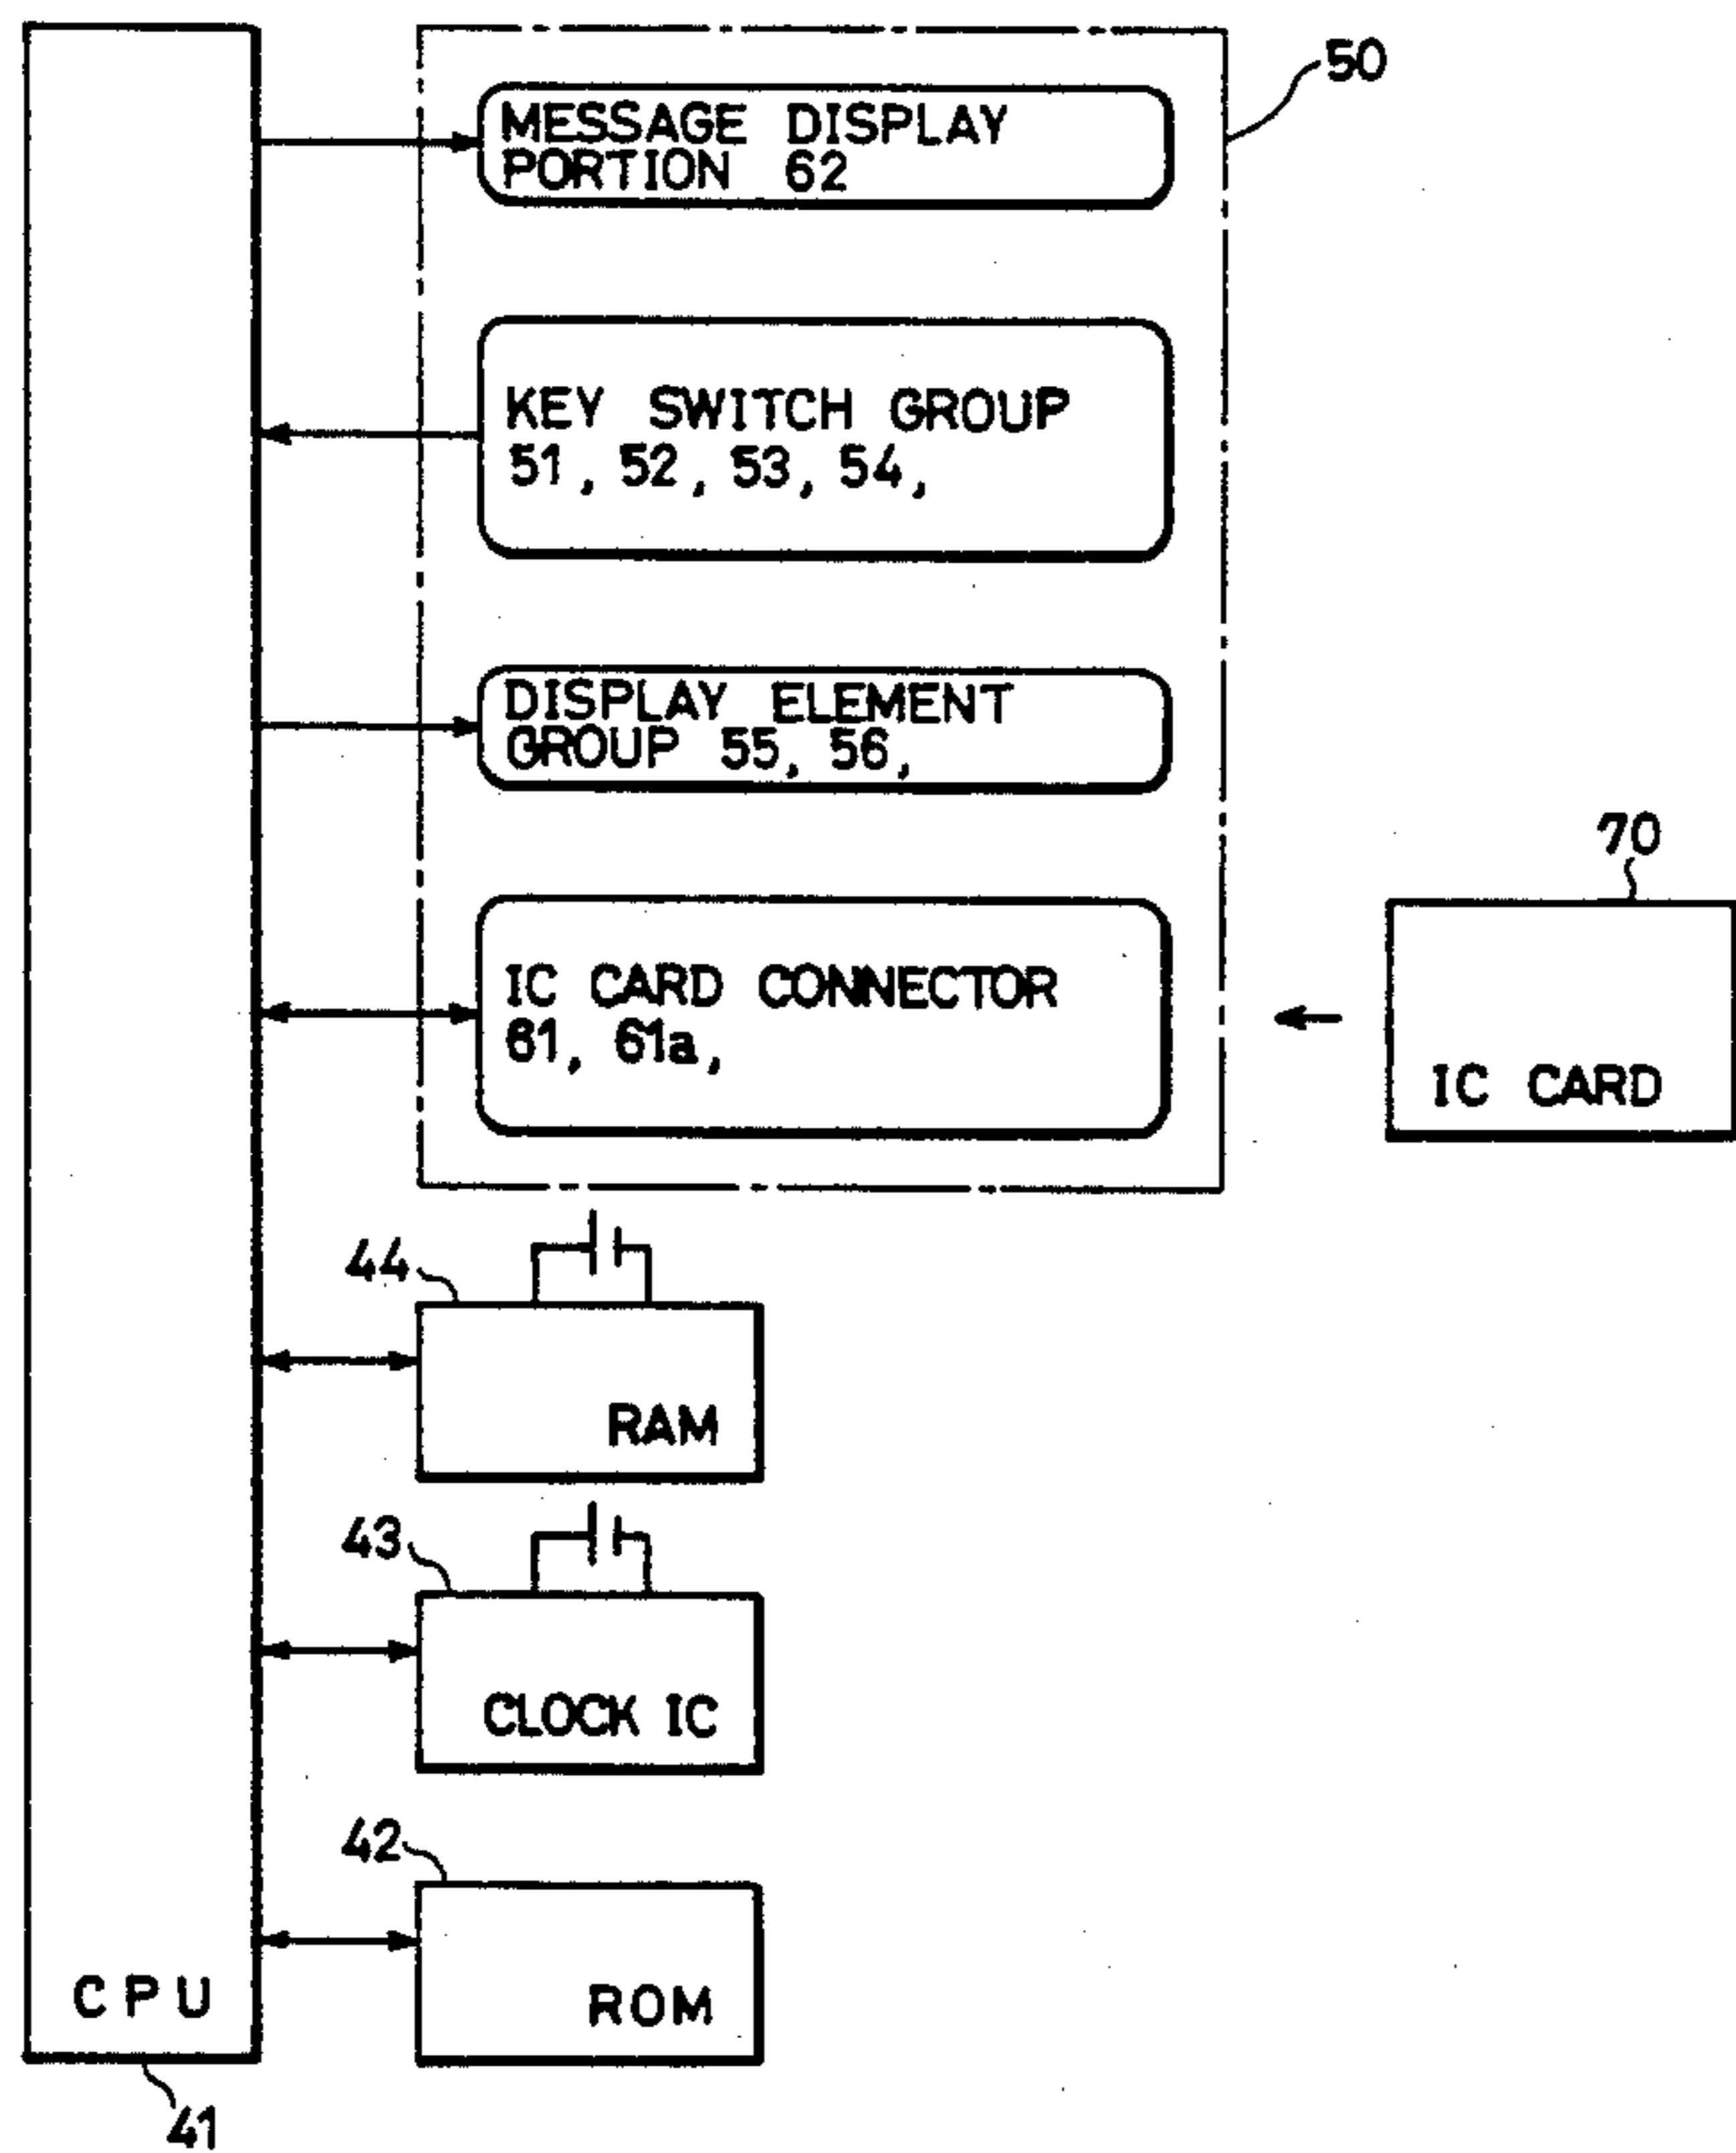 50
MESSAGE DISPLAY
PORTION 62
KEY SWITCH GROUP
51, 52, 53, 54,
DISPLAY ELEMENT
GROUP 55, 56,
70
IC CARD CONNECTOR
61, 61a,
IC CARD
44
RAM
43
CLOCK IC
42
ROM
CPU
41